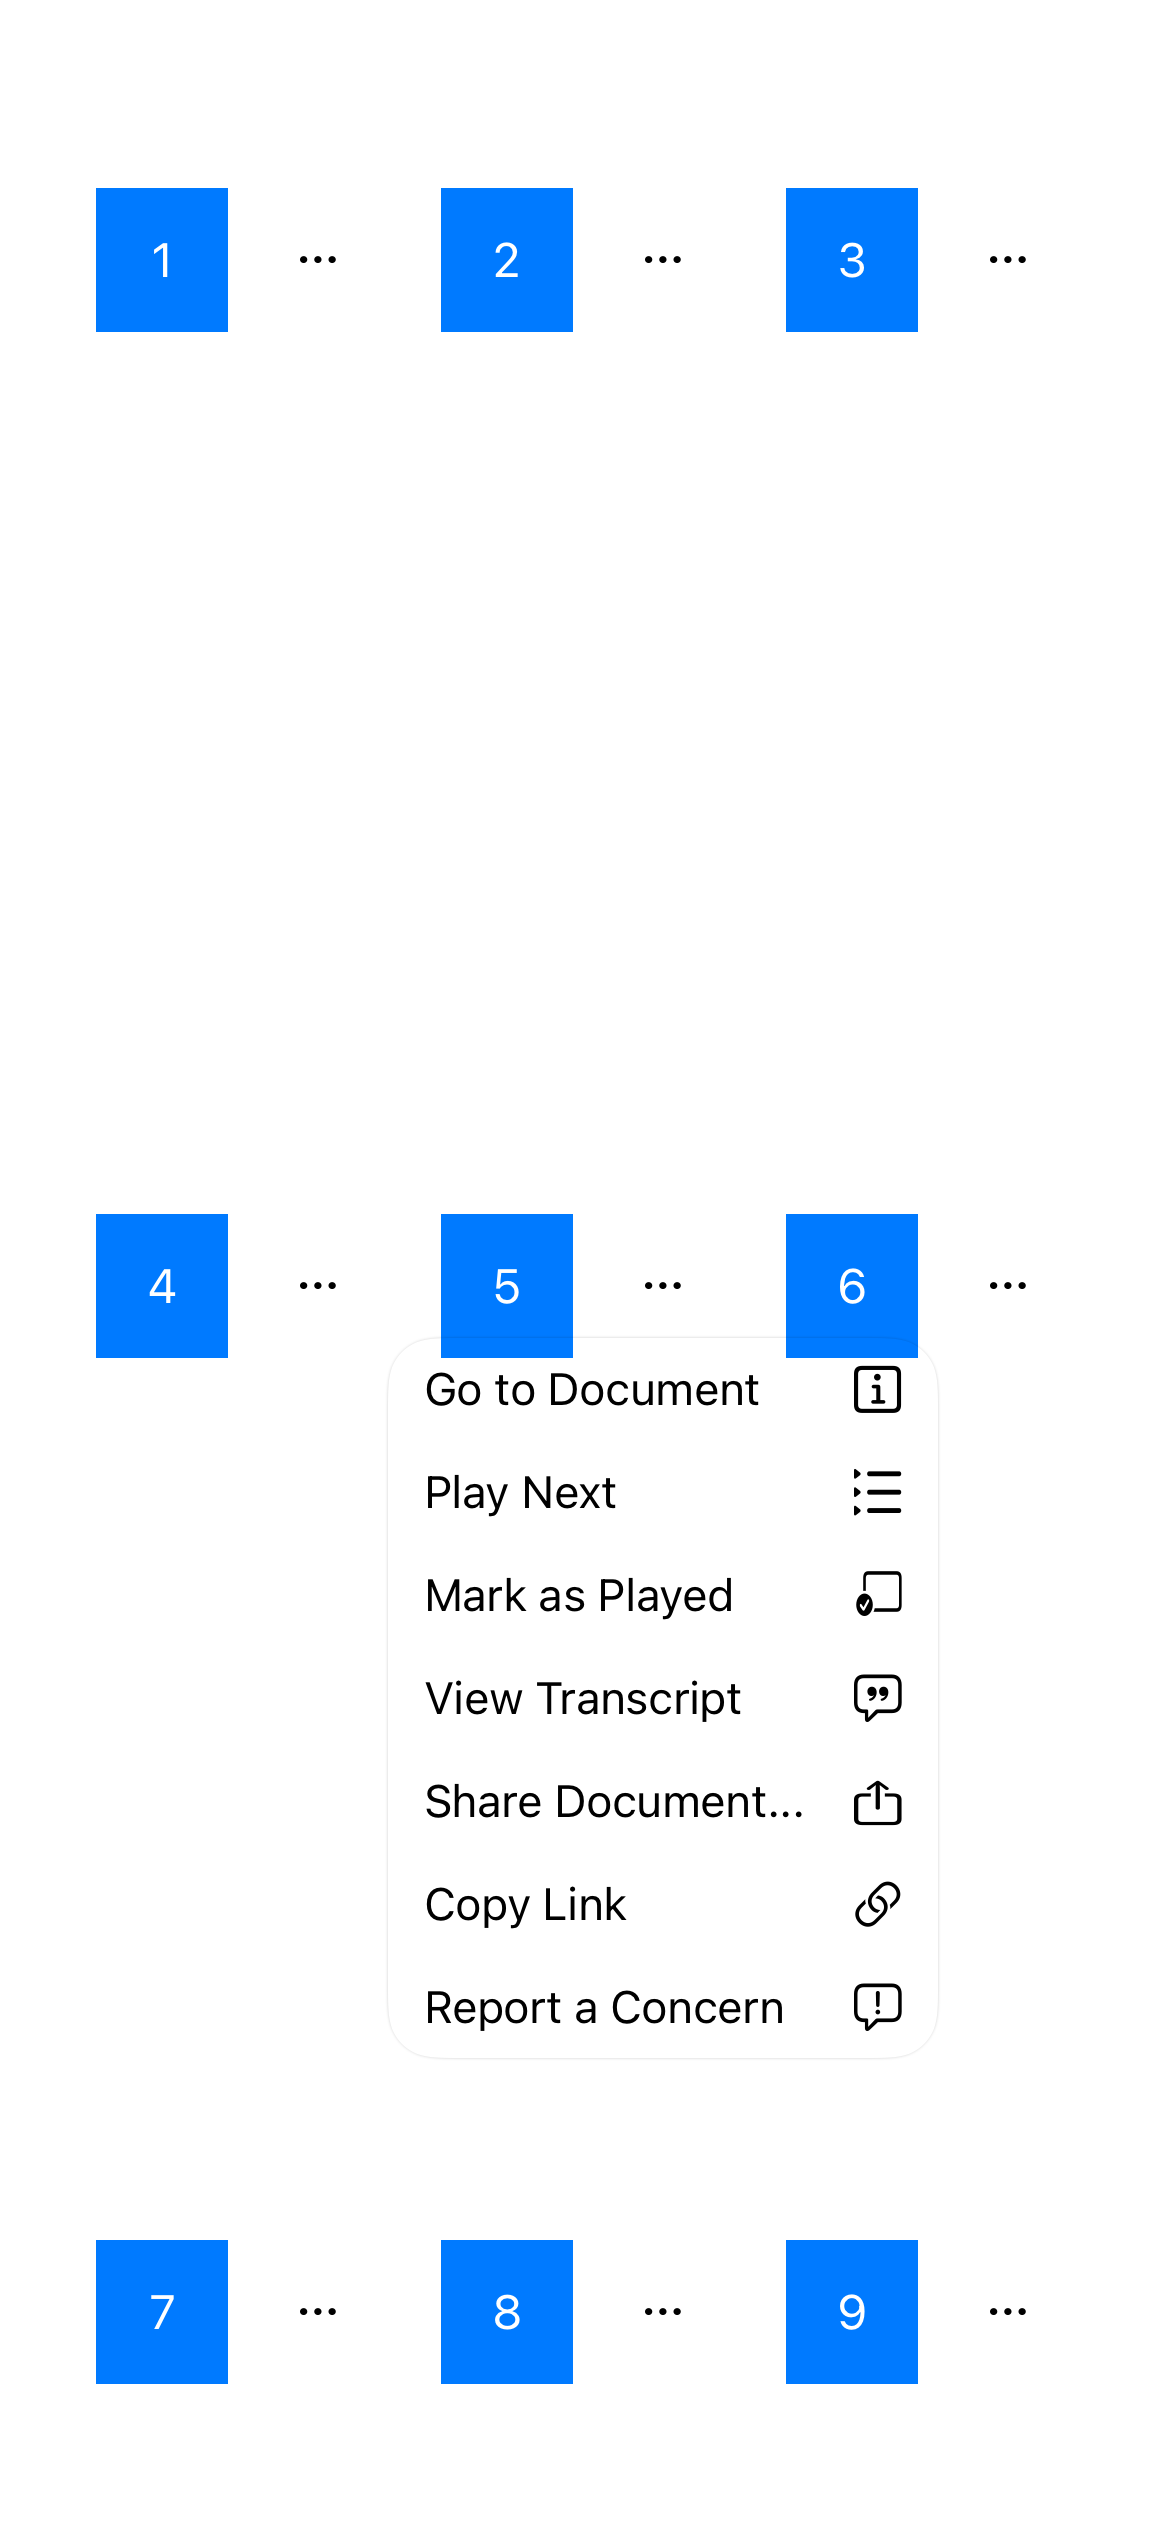 1 ... 2 ... 3 ...
4 ... 5 ... 6 ...
Go to Document
Play Next
Mark as Played
View Transcript
Share Document...
Copy Link
Report a Concern
7 ... 8 ... 9 ...